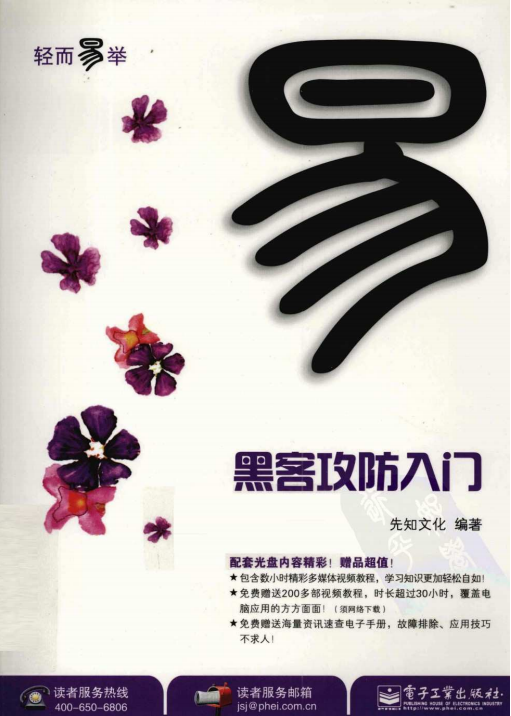 轻而易举
易
黑客攻防入门
先知文化 编著
配套光盘内容精彩！赠品超值！
★包含数小时精彩多媒体视频教程，学习知识更加轻松自如！
★免费赠送200多部视频教程，时长超过30小时，覆盖电
脑应用的方方面面！（须网络下载）
★免费赠送海量资讯速查电子手册，故障排除、应用技巧
不求人！
读者服务热线
400-650-6806
读者服务邮箱
jsj@phei.com.cn
電子工業出版社
PUBLISHING HOUSE OF ELECTRONICS INDUSTRY
http://www.phei.com.cn